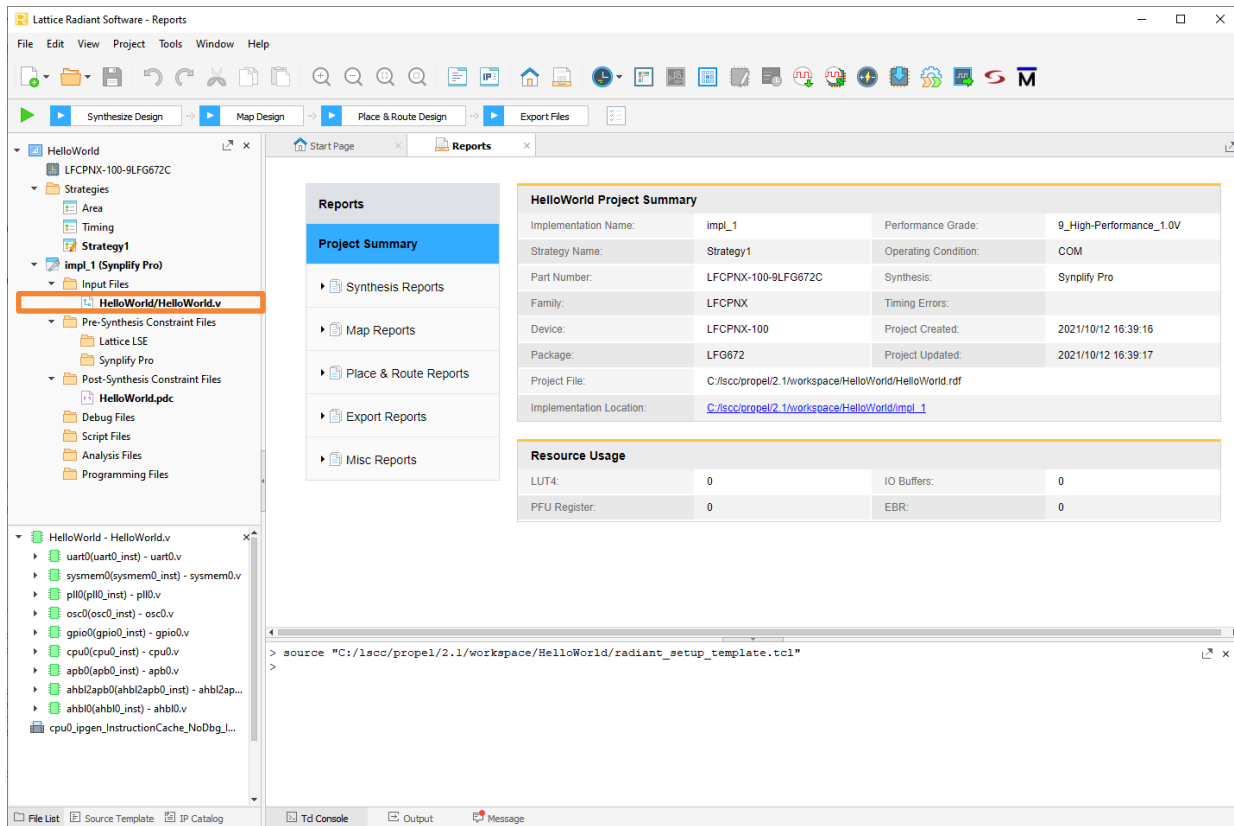 Lattice Radiant Software - Reports
File Edit View Project Tools Window Help
IP
Synthesize Design Map Design Place & Route Design Export Files
HelloWorld
LFCPNX-100-9LFG672C
Strategies
Area
Timing
Strategy1
impl_1 (Synplify Pro)
Input Files
HelloWorld/HelloWorld.v
Pre-Synthesis Constraint Files
Lattice LSE
Synplify Pro
Post-Synthesis Constraint Files
HelloWorld.pdc
Debug Files
Script Files
Analysis Files
Programming Files
HelloWorld - HelloWorld.v
uart0(uart0_inst) - uart0.v
sysmem0(sysmem0_inst) - sysmem0.v
pll0(pll0_inst) - pll0.v
osc0(osc0_inst) - osc0.v
gpio0(gpio0_inst) - gpio0.v
cpu0(cpu0_inst) - cpu0.v
apb0(apb0_inst) - apb0.v
ahbl2apb0(ahbl2apb0_inst) - ahbl2ap...
ahbl0(ahbl0_inst) - ahbl0.v
cpu0_ipgen_InstructionCache_NoDbg_I...
File List Source Template IP Catalog
Start Page Reports
Reports
Project Summary
Synthesis Reports
Map Reports
Place & Route Reports
Export Reports
Misc Reports
HelloWorld Project Summary
Implementation Name: impl_1 Performance Grade: 9_High-Performance_1.0V
Strategy Name: Strategy1 Operating Condition: COM
Part Number: LFCPNX-100-9LFG672C Synthesis: Synplify Pro
Family: LFCPNX Timing Errors:
Device: LFCPNX-100 Project Created: 2021/10/12 16:39:16
Package: LFG672 Project Updated: 2021/10/12 16:39:17
Project File: C:/lscc/propel/2.1/workspace/HelloWorld/HelloWorld.rdf
Implementation Location: C:/lscc/propel/2.1/workspace/HelloWorld/impl_1
Resource Usage
LUT4: 0 IO Buffers: 0
PFU Register: 0 EBR: 0
> source "C:/lscc/propel/2.1/workspace/HelloWorld/radiant_setup_template.tcl"
>
Tcl Console Output Message